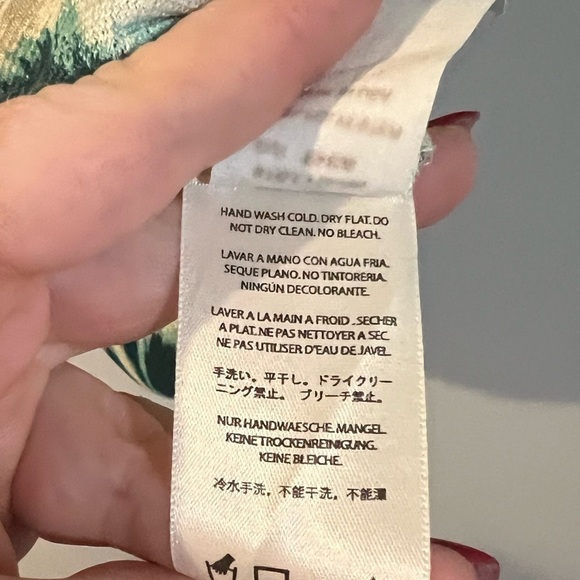 HAND WASH COLD. DRY FLAT. DO
NOT DRY CLEAN. NO BLEACH.
LAVAR A MANO CON AGUA FRIA.
SEQUE PLANO. NO TINTORERIA.
NINGÚN DECOLORANTE.
LAVER A LA MAIN A FROID . SECHER
A PLAT. NE PAS NETTOYER A SEC.
NE PAS UTILISER D'EAU DE JAVEL.
手洗い。平干し。ドライクリー
ニング禁止。 ブリーチ禁止。
NUR HANDWAESCHE. MANGEL.
KEINE TROCKENREINIGUNG.
KEINE BLEICHE.
冷水手洗，不能干洗，不能漂